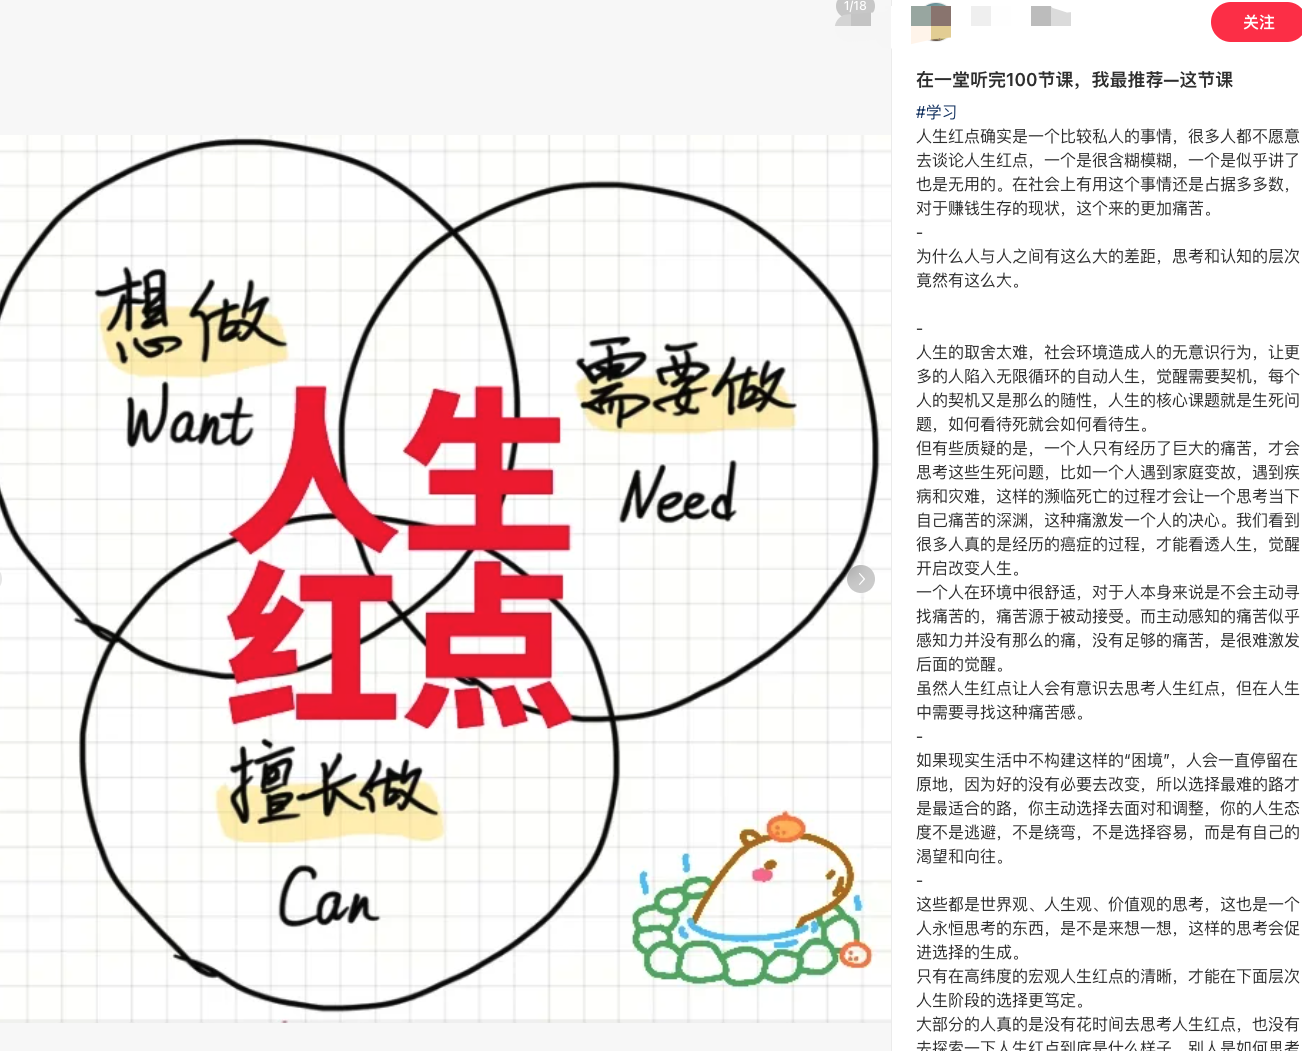 1/18
想做
Want
需要做
Need
人生
红点
擅长做
Can
关注
在一堂听完100节课，我最推荐—这节课
#学习
人生红点确实是一个比较私人的事情，很多人都不愿意
去谈论人生红点，一个是很含糊模糊，一个是似乎讲了
也是无用的。在社会上有用这个事情还是占据多多数，
对于赚钱生存的现状，这个来的更加痛苦。
-
为什么人与人之间有这么大的差距，思考和认知的层次
竟然有这么大。
-
人生的取舍太难，社会环境造成人的无意识行为，让更
多的人陷入无限循环的自动人生，觉醒需要契机，每个
人的契机又是那么的随性，人生的核心课题就是生死问
题，如何看待死就会如何看待生。
但有些质疑的是，一个人只有经历了巨大的痛苦，才会
思考这些生死问题，比如一个人遇到家庭变故，遇到疾
病和灾难，这样的濒临死亡的过程才会让一个思考当下
自己痛苦的深渊，这种痛激发一个人的决心。我们看到
很多人真的是经历的癌症的过程，才能看透人生，觉醒
开启改变人生。
一个人在环境中很舒适，对于人本身来说是不会主动寻
找痛苦的，痛苦源于被动接受。而主动感知的痛苦似乎
感知力并没有那么的痛，没有足够的痛苦，是很难激发
后面的觉醒。
虽然人生红点让人会有意识去思考人生红点，但在人生
中需要寻找这种痛苦感。
-
如果现实生活中不构建这样的“困境”，人会一直停留在
原地，因为好的没有必要去改变，所以选择最难的路才
是最适合的路，你主动选择去面对和调整，你的人生态
度不是逃避，不是绕弯，不是选择容易，而是有自己的
渴望和向往。
-
这些都是世界观、人生观、价值观的思考，这也是一个
人永恒思考的东西，是不是来想一想，这样的思考会促
进选择的生成。
只有在高纬度的宏观人生红点的清晰，才能在下面层次
人生阶段的选择更笃定。
大部分的人真的是没有花时间去思考人生红点，也没有
去探索一下人生红点到底是什么样子，别人是如何思考